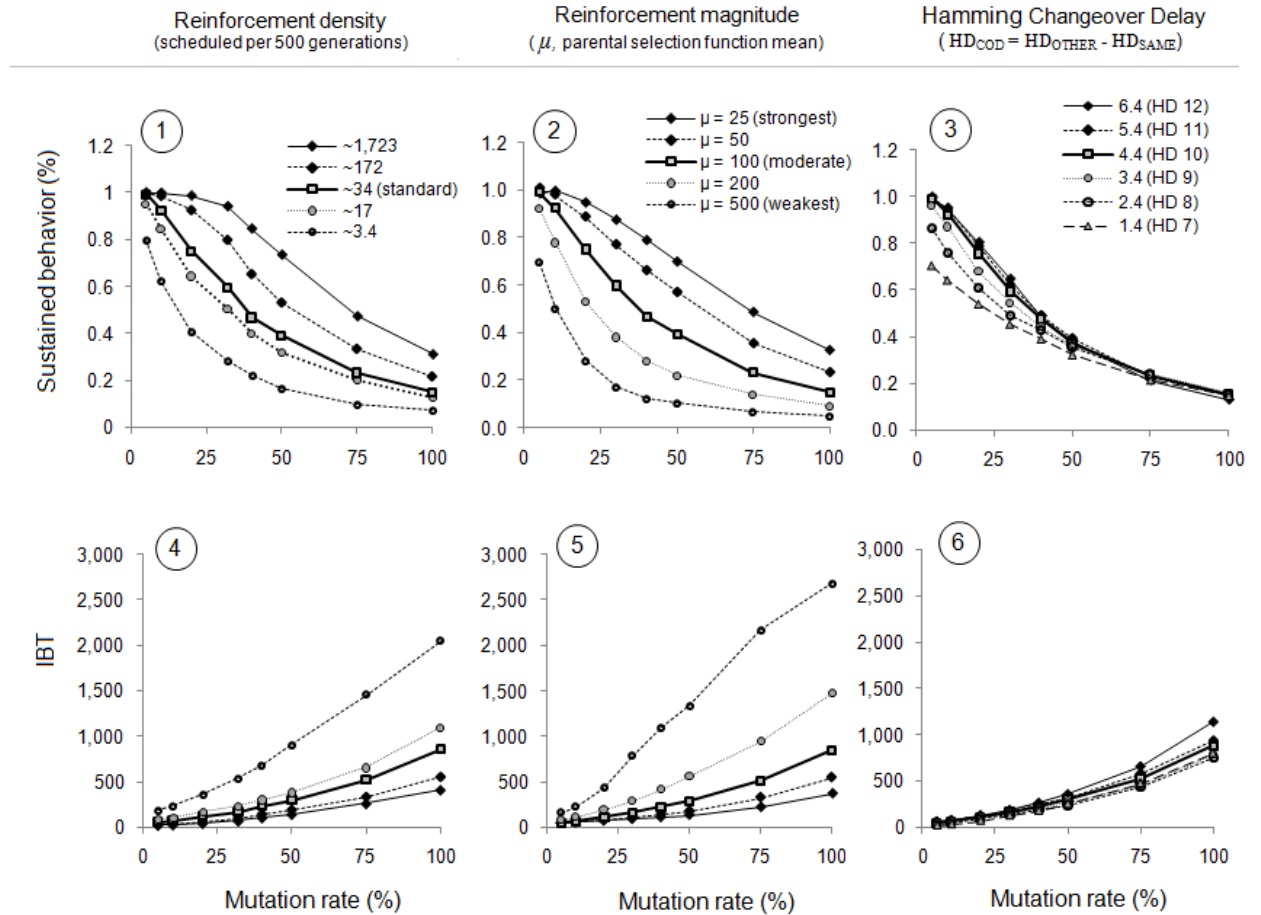 Reinforcement density
(scheduled per 500 generations)
Reinforcement magnitude
( μ, parental selection function mean)
Hamming Changeover Delay
( HDCOD = HDOTHER - HDSAME)
Sustained behavior (%)
1
1.2
1
0.8
0.6
0.4
0.2
0
0 25 50 75 100
~1,723
~172
~34 (standard)
~17
~3.4
2
1.2
1.0
0.8
0.6
0.4
0.2
0.0
0 25 50 75 100
μ = 25 (strongest)
μ = 50
μ = 100 (moderate)
μ = 200
μ = 500 (weakest)
3
1.2
1.0
0.8
0.6
0.4
0.2
0.0
0 25 50 75 100
6.4 (HD 12)
5.4 (HD 11)
4.4 (HD 10)
3.4 (HD 9)
2.4 (HD 8)
1.4 (HD 7)
IBT
4
3,000
2,500
2,000
1,500
1,000
500
0
0 25 50 75 100
Mutation rate (%)
5
3,000
2,500
2,000
1,500
1,000
500
0
0 25 50 75 100
Mutation rate (%)
6
3,000
2,500
2,000
1,500
1,000
500
0
0 25 50 75 100
Mutation rate (%)